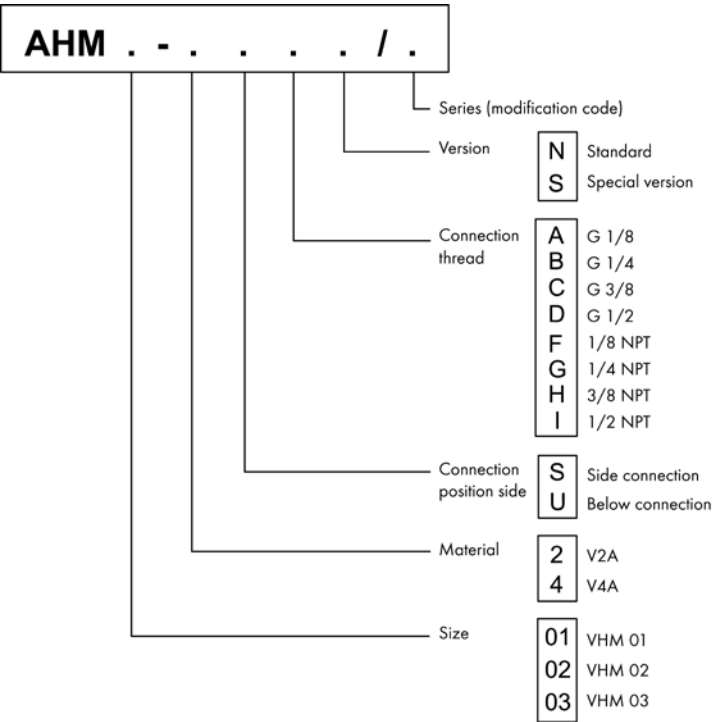 AHM . - . . . . / .
Series (modification code)
Version
N Standard
S Special version
Connection
thread
A G 1/8
B G 1/4
C G 3/8
D G 1/2
F 1/8 NPT
G 1/4 NPT
H 3/8 NPT
I 1/2 NPT
Connection
position side
S Side connection
U Below connection
Material
2 V2A
4 V4A
Size
01 VHM 01
02 VHM 02
03 VHM 03